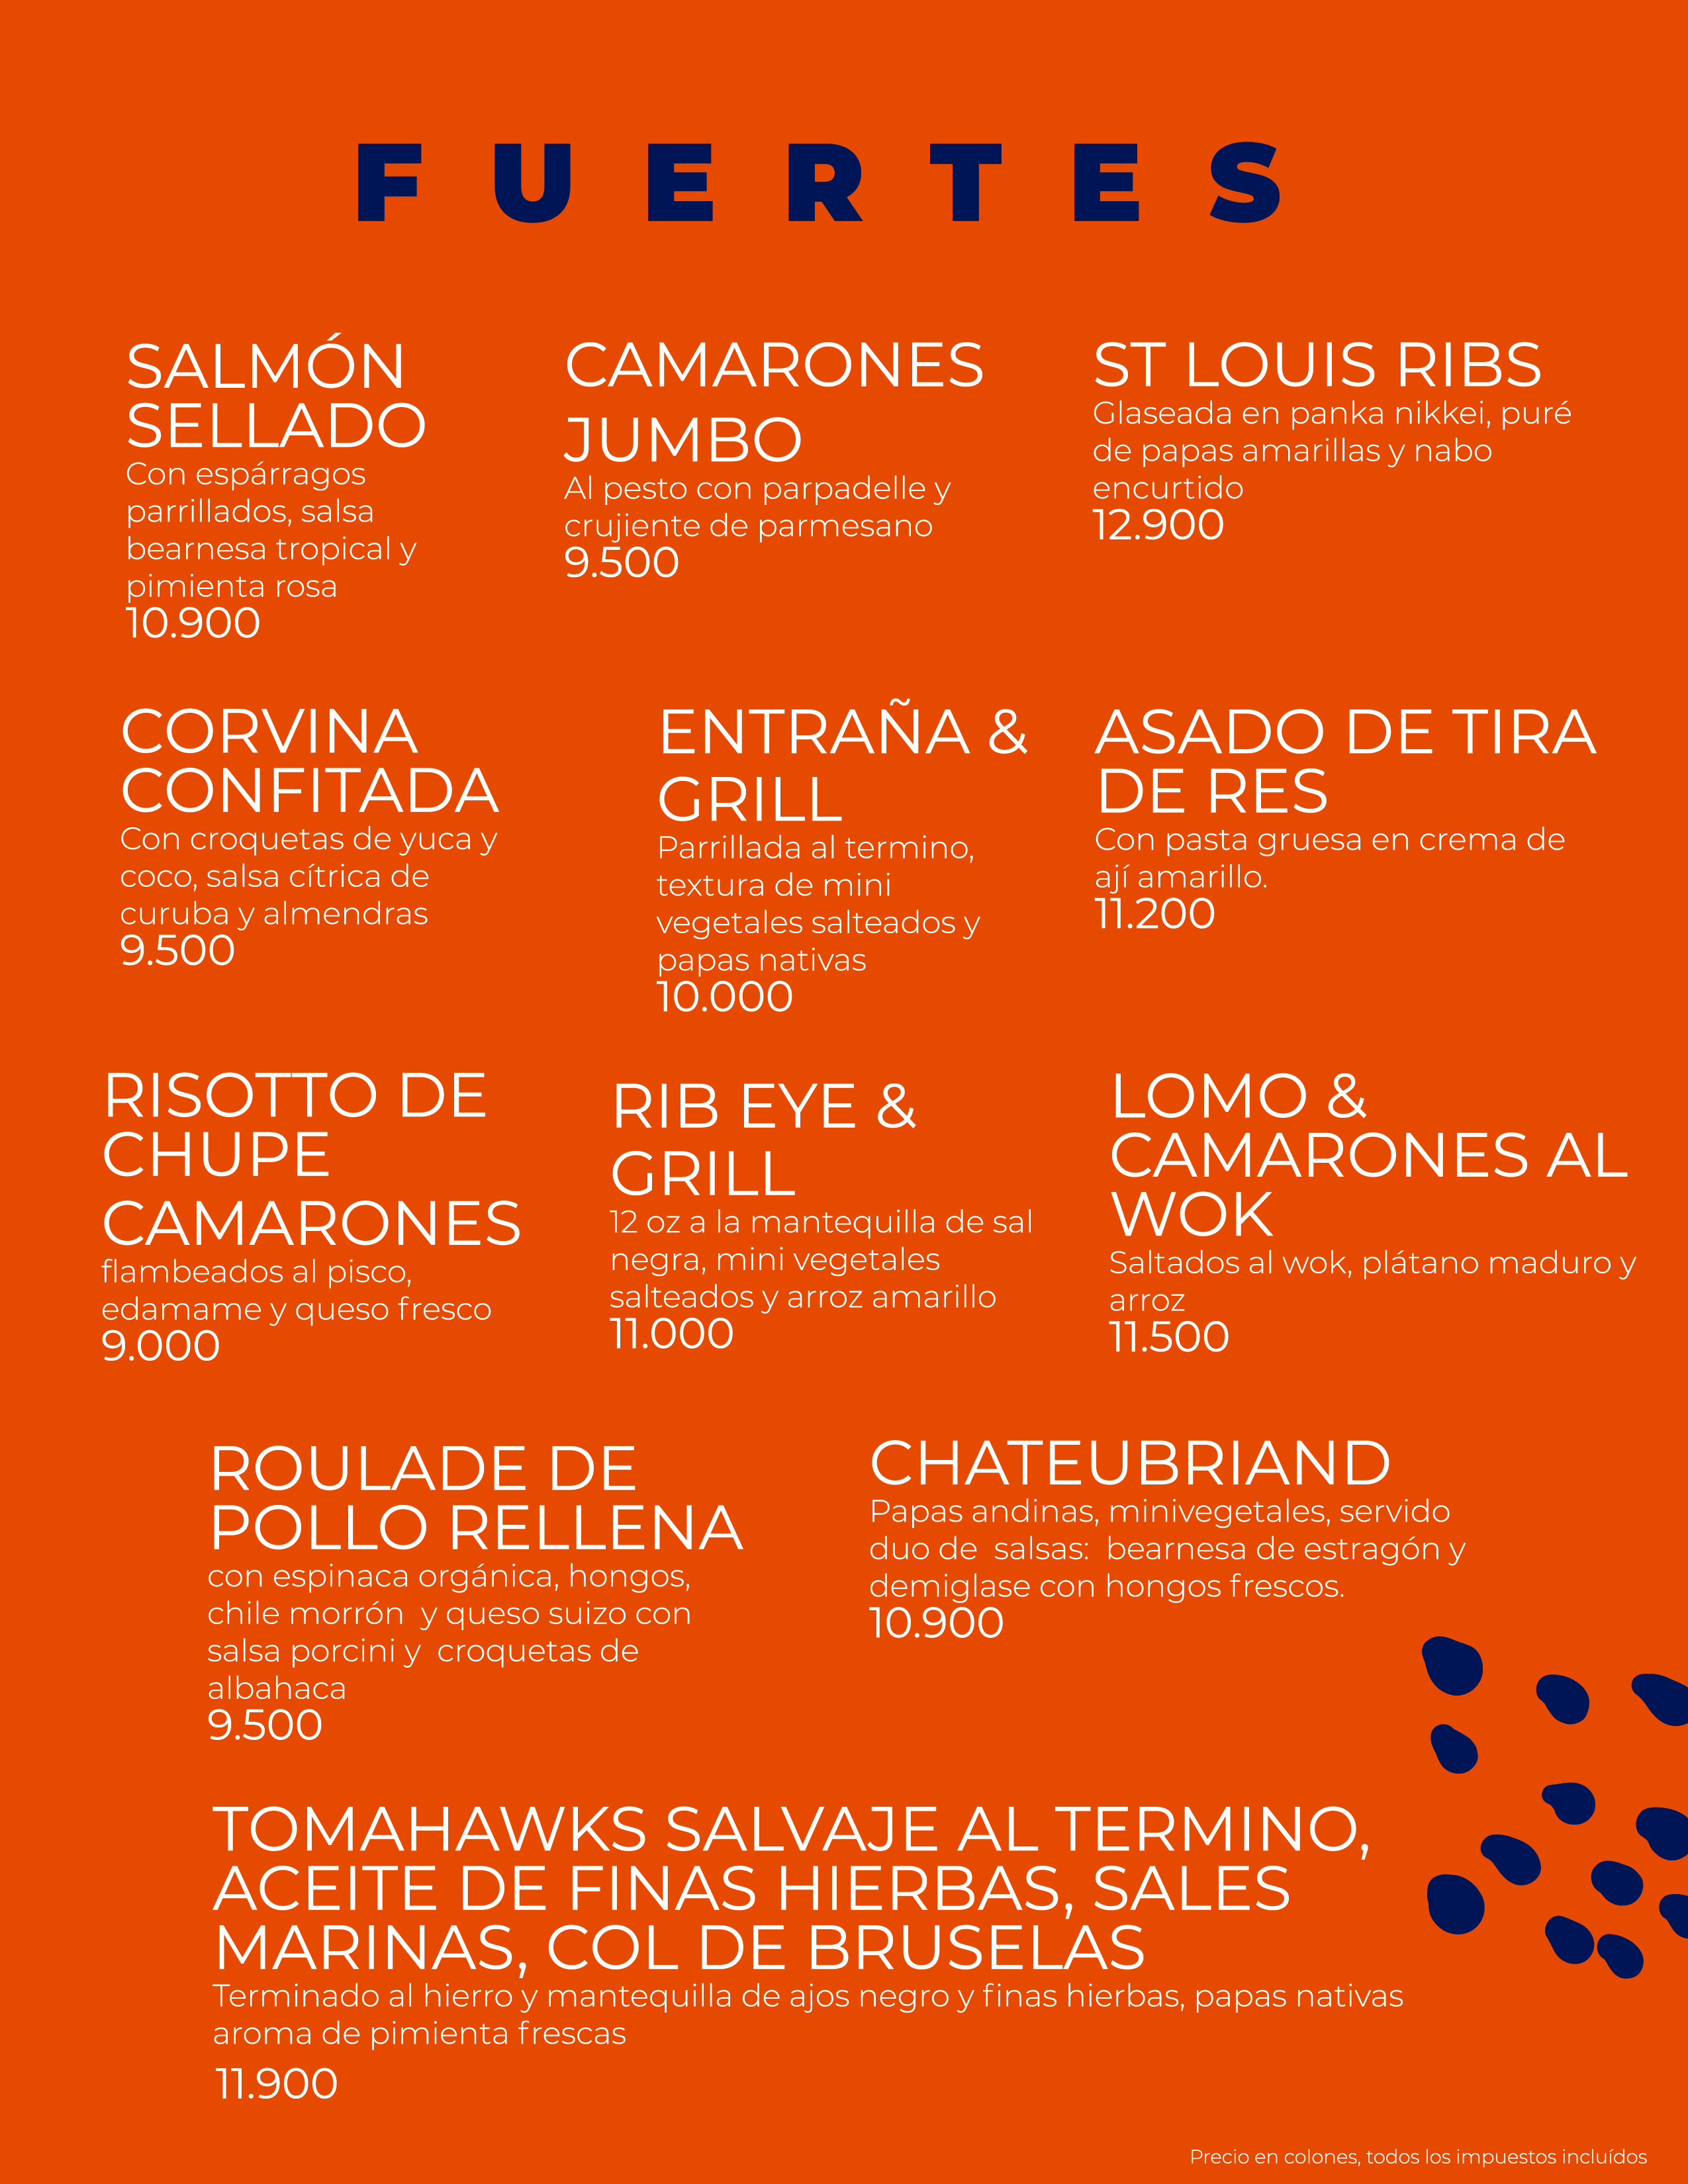 FUERTES
SALMÓN
SELLADO
Con espárragos
parrillados, salsa
bearnesa tropical y
pimienta rosa
10.900
CAMARONES
JUMBO
Al pesto con parpadelle y
crujiente de parmesano
9.500
ST LOUIS RIBS
Glaseada en panka nikkei, puré
de papas amarillas y nabo
encurtido
12.900
CORVINA
CONFITADA
Con croquetas de yuca y
coco, salsa cítrica de
curuba y almendras
9.500
ENTRAÑA &
GRILL
Parrillada al termino,
textura de mini
vegetales salteados y
papas nativas
10.000
ASADO DE TIRA
DE RES
Con pasta gruesa en crema de
ají amarillo.
11.200
RISOTTO DE
CHUPE
CAMARONES
flambeados al pisco,
edamame y queso fresco
9.000
RIB EYE &
GRILL
12 oz a la mantequilla de sal
negra, mini vegetales
salteados y arroz amarillo
11.000
LOMO &
CAMARONES AL
WOK
Saltados al wok, plátano maduro y
arroz
11.500
ROULADE DE
POLLO RELLENA
con espinaca orgánica, hongos,
chile morrón y queso suizo con
salsa porcini y croquetas de
albahaca
9.500
CHATEUBRIAND
Papas andinas, minivegetales, servido
duo de salsas: bearnesa de estragón y
demiglase con hongos frescos.
10.900
TOMAHAWKS SALVAJE AL TERMINO,
ACEITE DE FINAS HIERBAS, SALES
MARINAS, COL DE BRUSELAS
Terminado al hierro y mantequilla de ajos negro y finas hierbas, papas nativas
aroma de pimienta frescas
11.900
Precio en colones, todos los impuestos incluídos